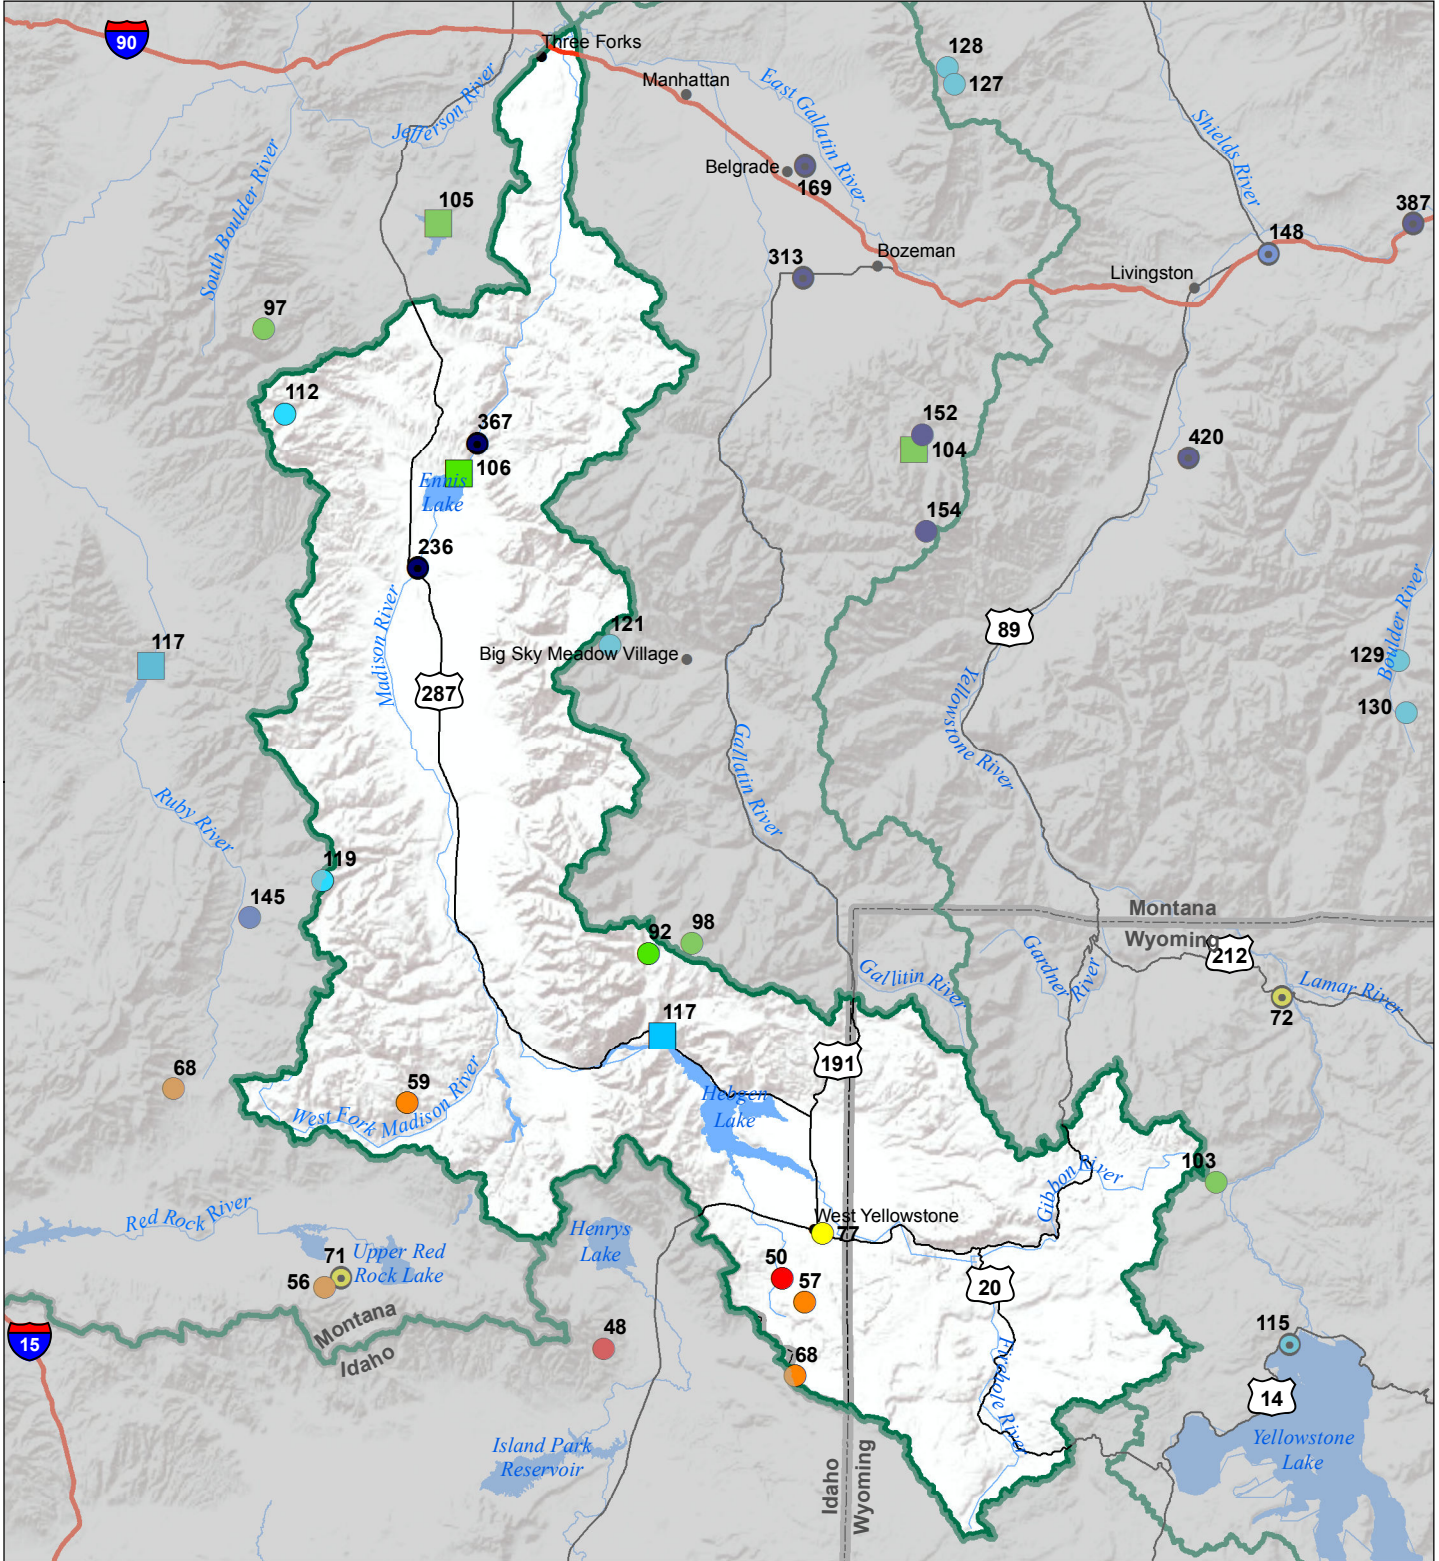 90
Three Forks
Manhattan
128
127
Jefferson River
East Gallatin River
Shields River
South Boulder River
Belgrade
169
105
387
148
Bozeman
313
Livingston
97
112
367
106
Ennis
Lake
152
104
420
154
236
Madison River
121
Big Sky Meadow Village
89
Boulder River
129
130
117
287
Yellowstone River
Gallatin River
Ruby River
119
145
92
98
Montana
Wyoming
212
Gallitin River
Gardner
River
Lamar River
72
117
191
68
59
West Fork Madison River
Hebgen
Lake
Gibbon River
103
Red Rock River
Henrys
Lake
West Yellowstone
77
71
Upper Red
Rock Lake
56
50
57
20
Montana
Idaho
15
48
68
Firehole River
115
14
Island Park
Reservoir
Yellowstone
Lake
Idaho
Wyoming